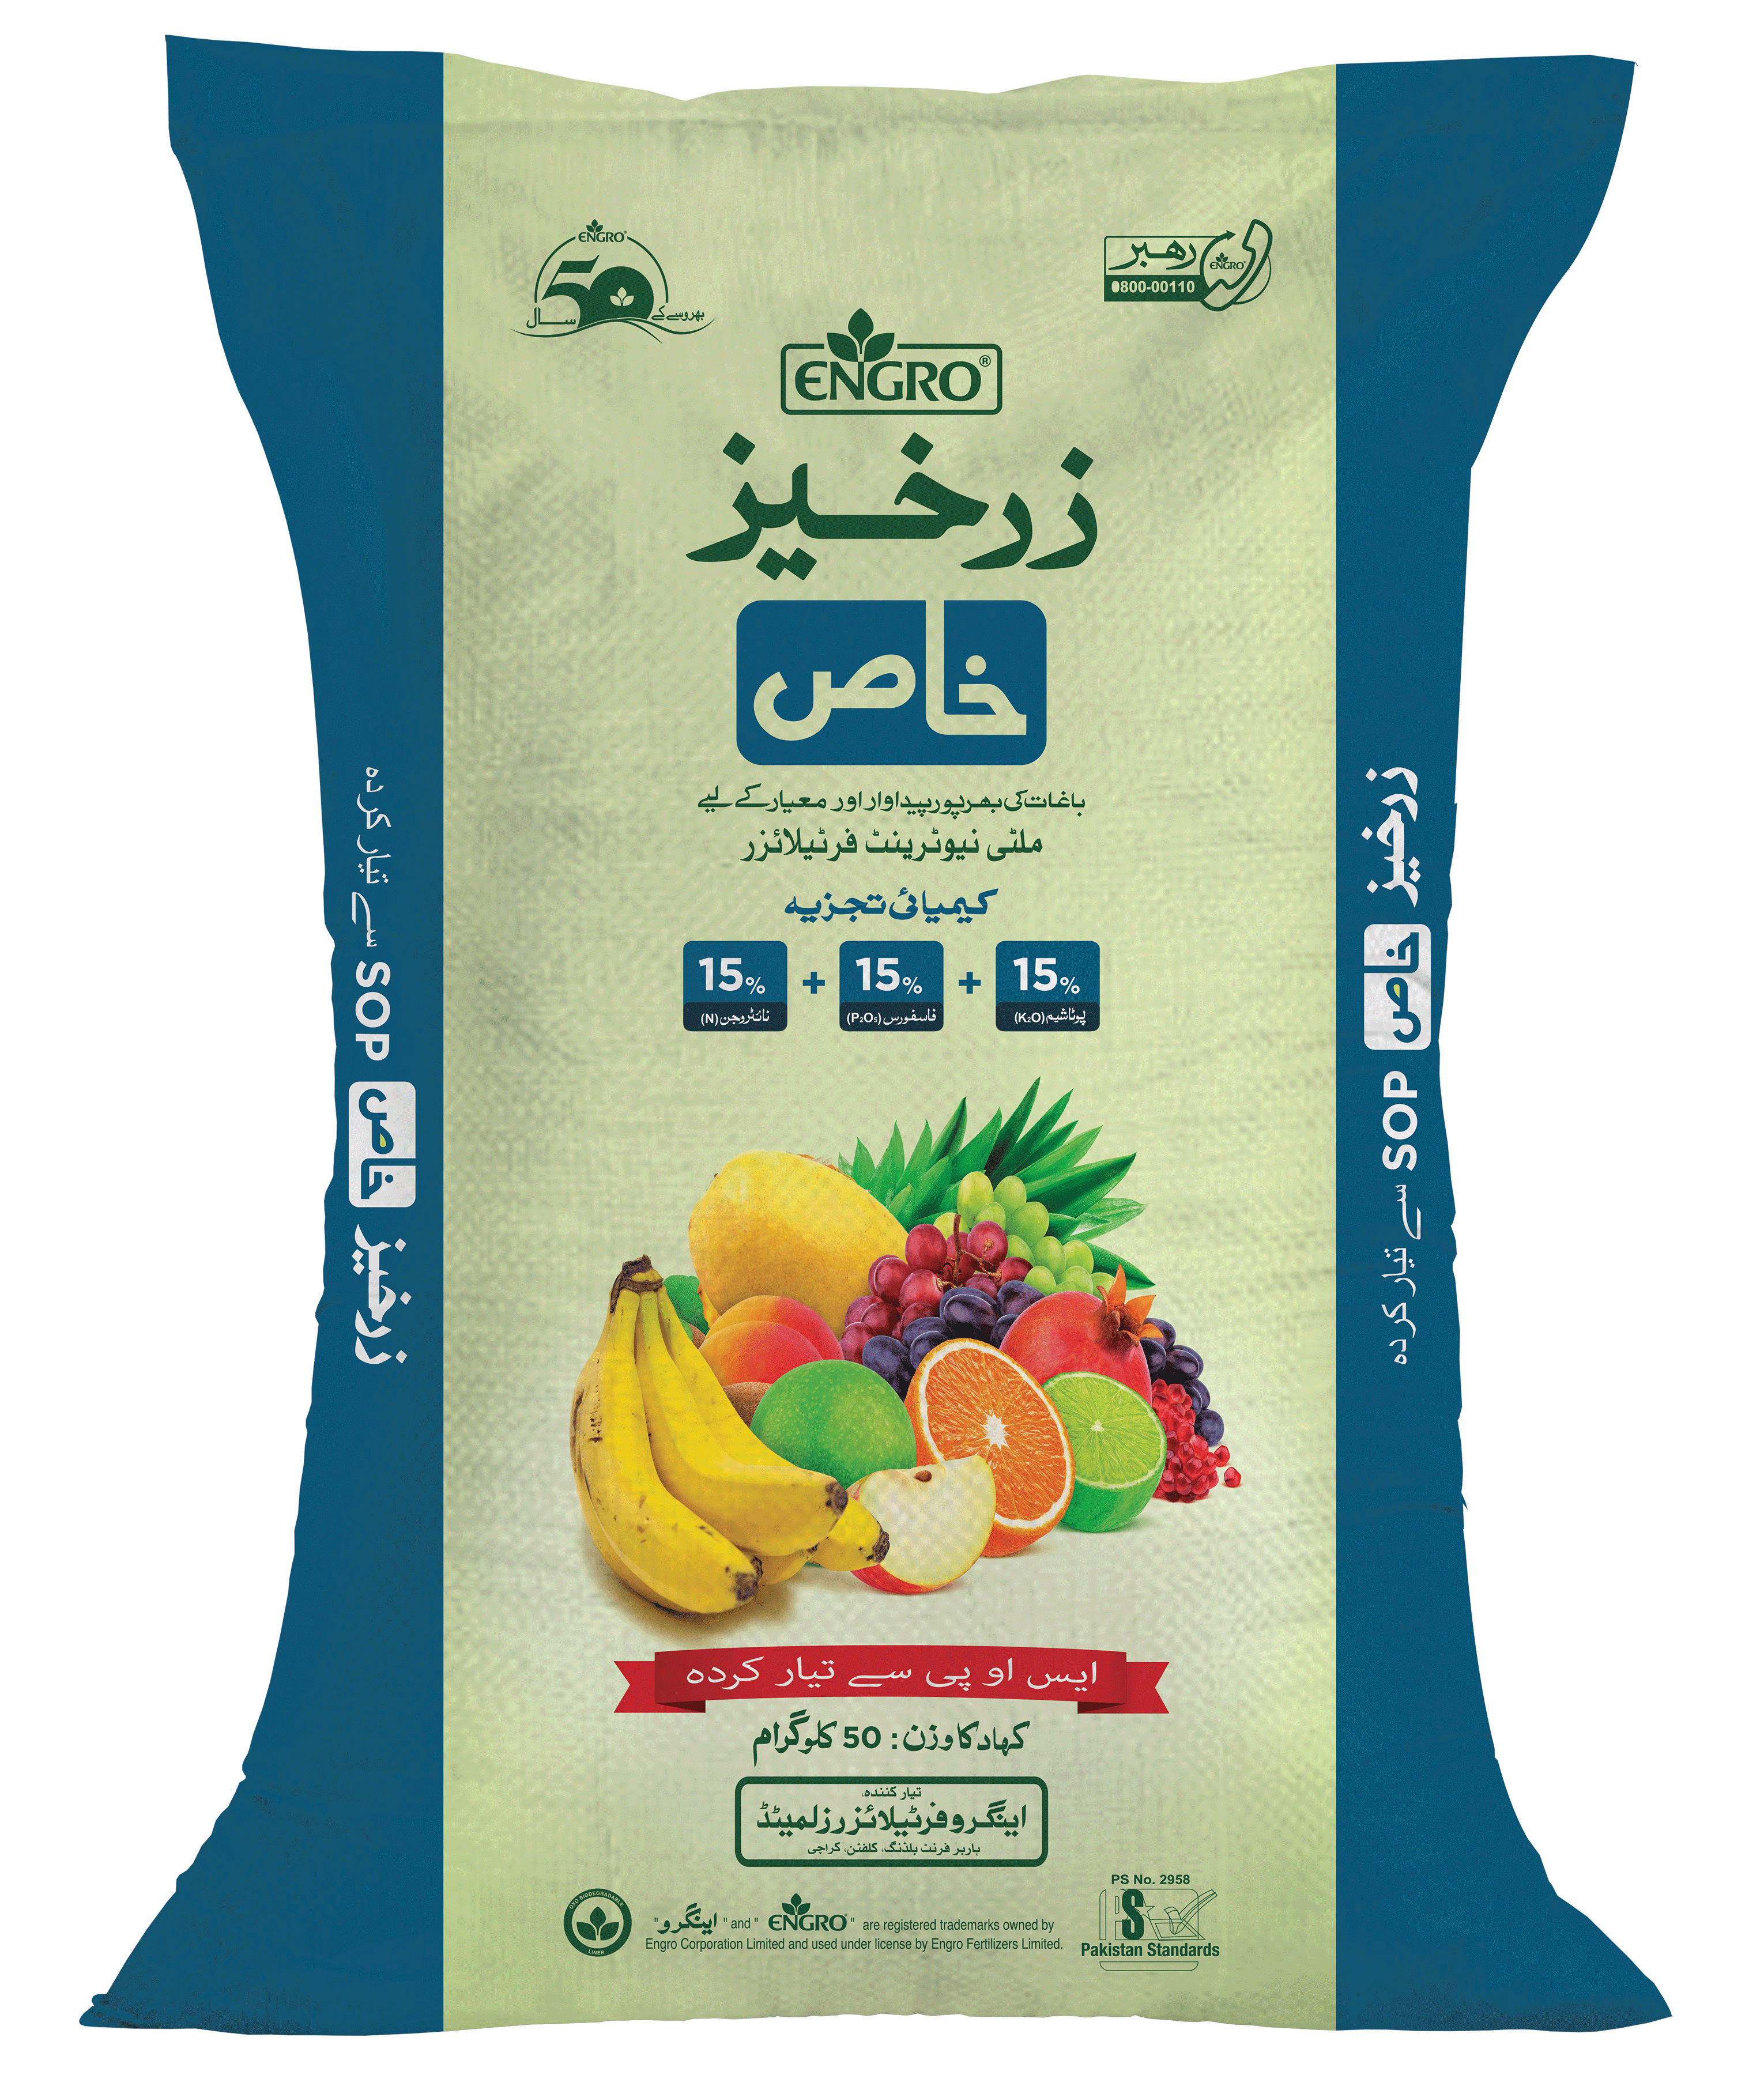 ENGRO
50
بھروسے کے
سال
رہبر
ENGRO
0800-00110
ENGRO®
زرخیز
خاص
باغات کی بھرپور پیداوار اور معیار کے لیے
ملٹی نیوٹرینٹ فرٹیلائزر
کیمیائی تجزیہ
15% + 15% + 15%
نائٹروجن (N)
فاسفورس (P₂O₅)
پوٹاشیم (K₂O)
زرخیز خاص SOP سے تیار کردہ
زرخیز خاص SOP سے تیار کردہ
ایس او پی سے تیار کردہ
کھاد کا وزن: 50 کلوگرام
تیار کنندہ:
اینگرو فرٹیلائزرز لمیٹڈ
ہاربر فرنٹ بلڈنگ، کلفٹن، کراچی
OXO BIODEGRADABLE
LINER
"اینگرو" and "ENGRO®" are registered trademarks owned by
Engro Corporation Limited and used under license by Engro Fertilizers Limited.
PS No. 2958
PS
Pakistan Standards